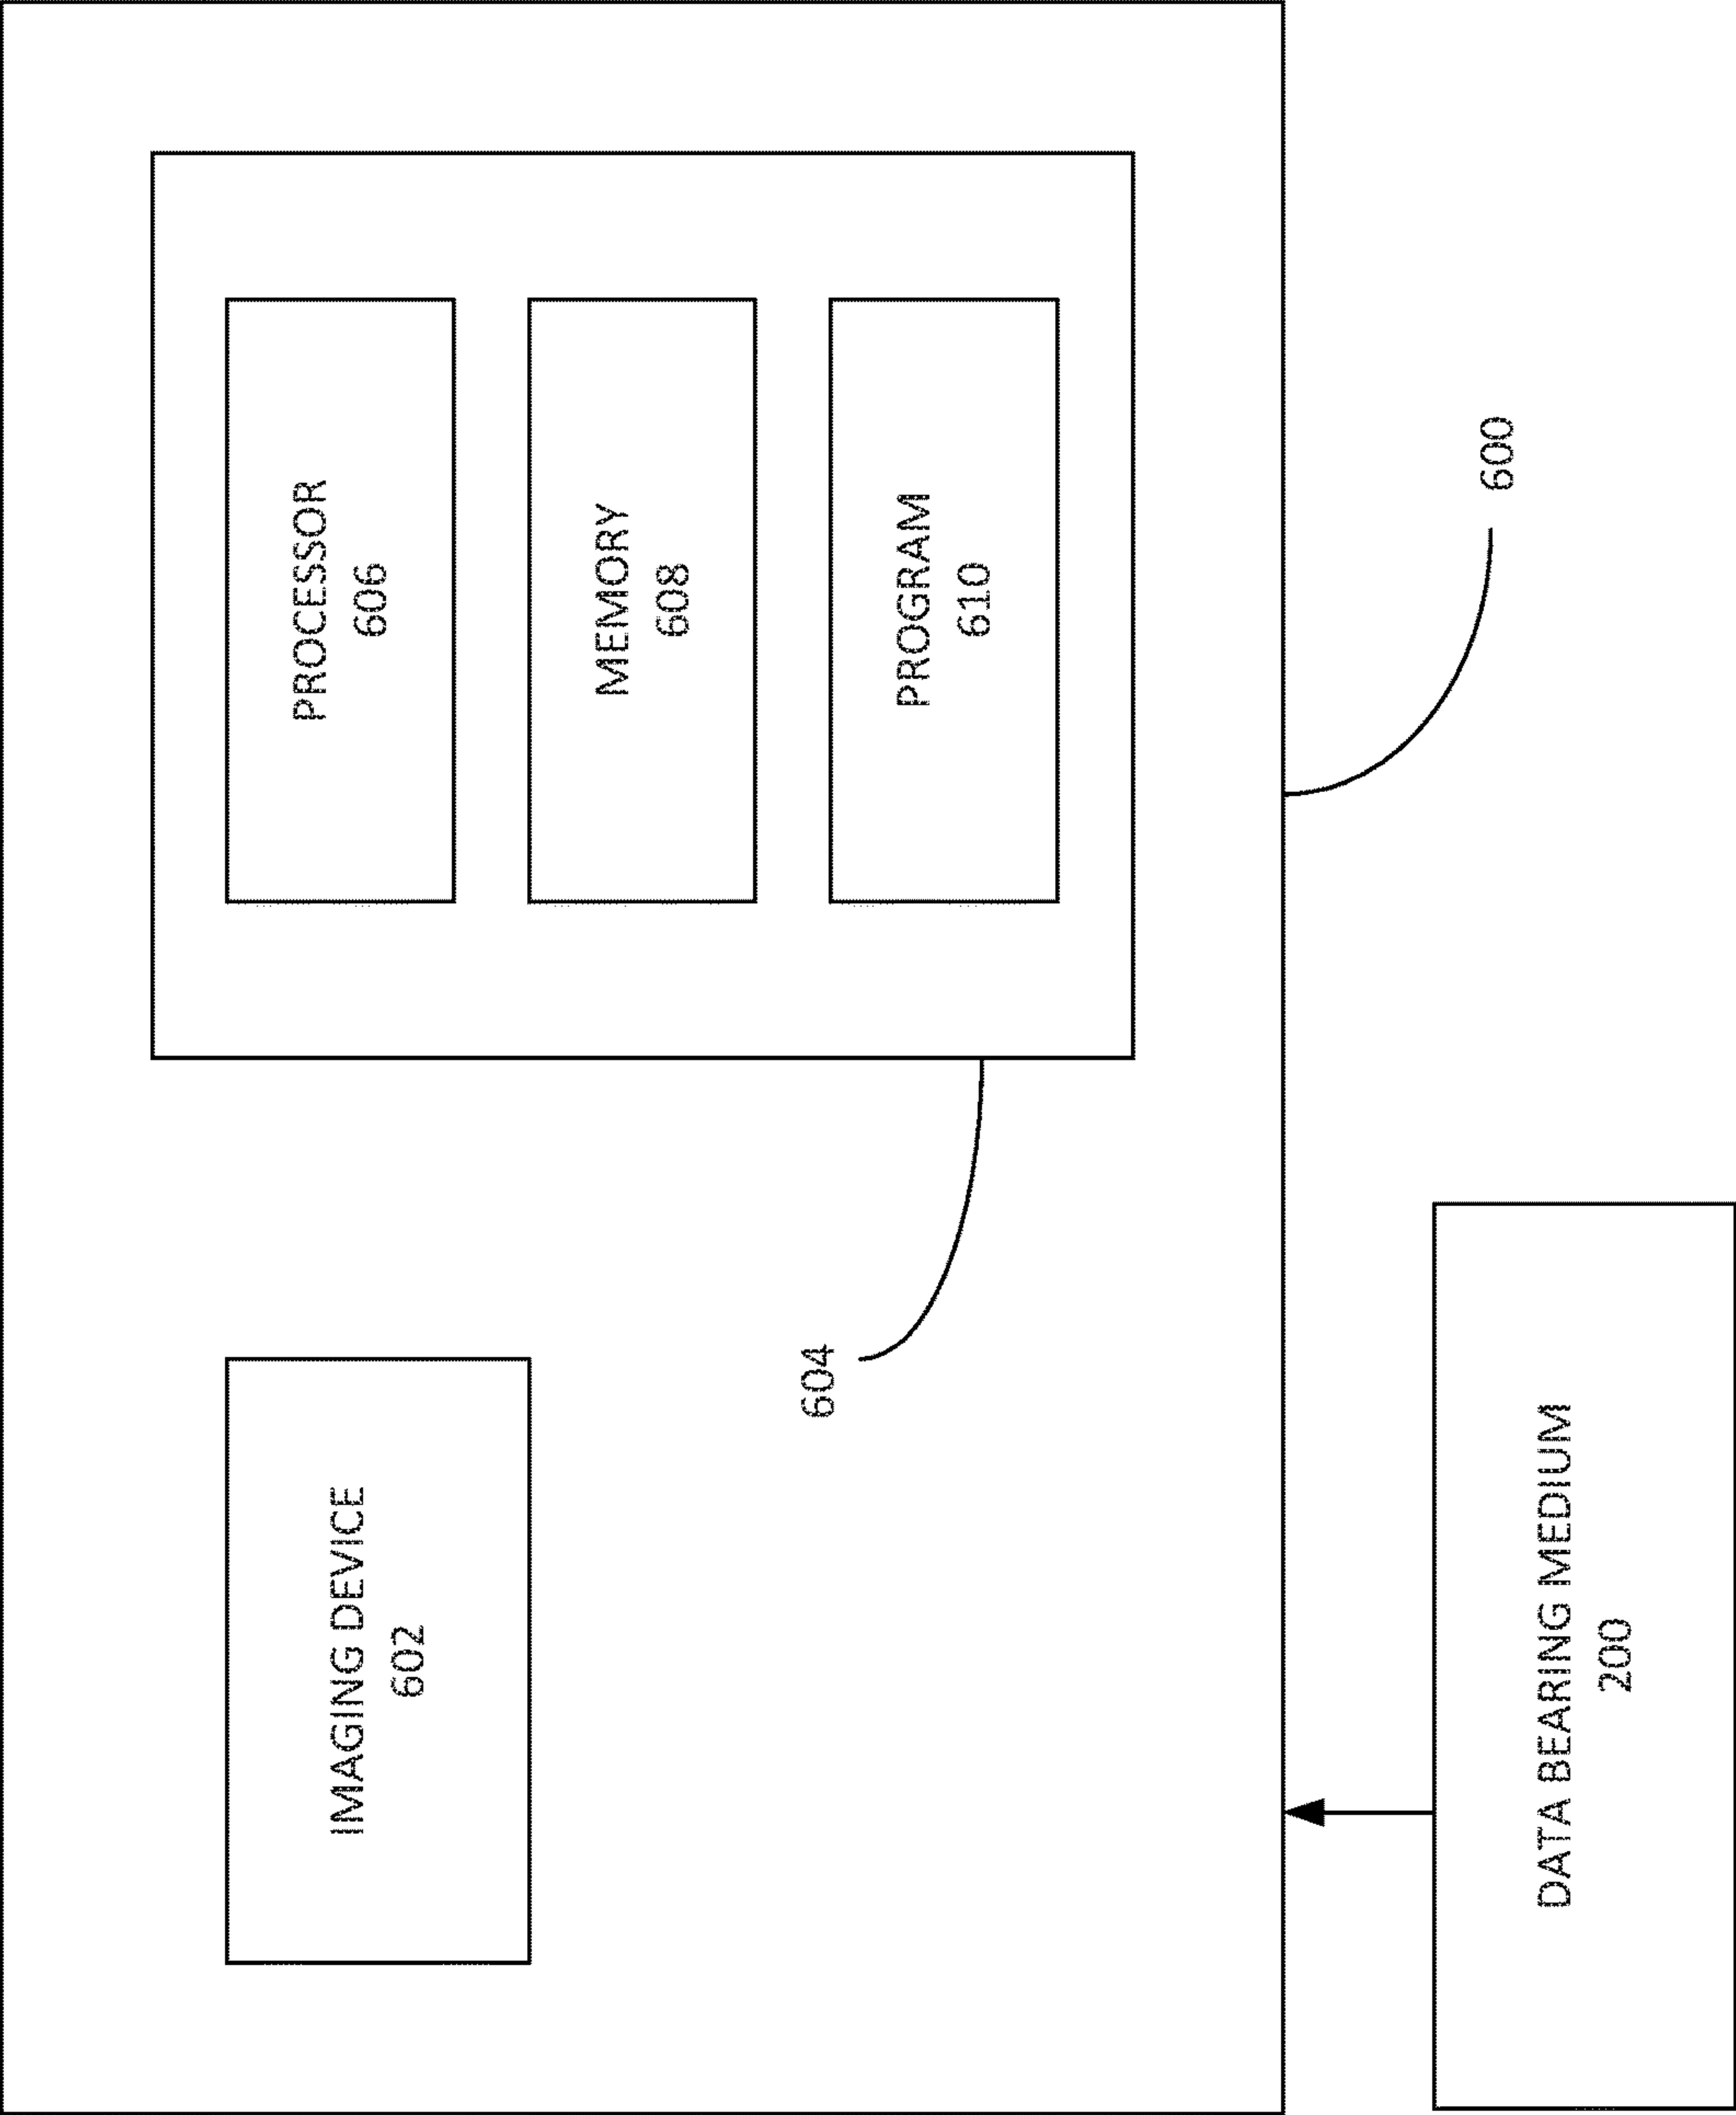 IMAGING DEVICE
602
PROCESSOR
606
MEMORY
608
PROGRAM
610
604
600
DATA BEARING MEDIUM
200